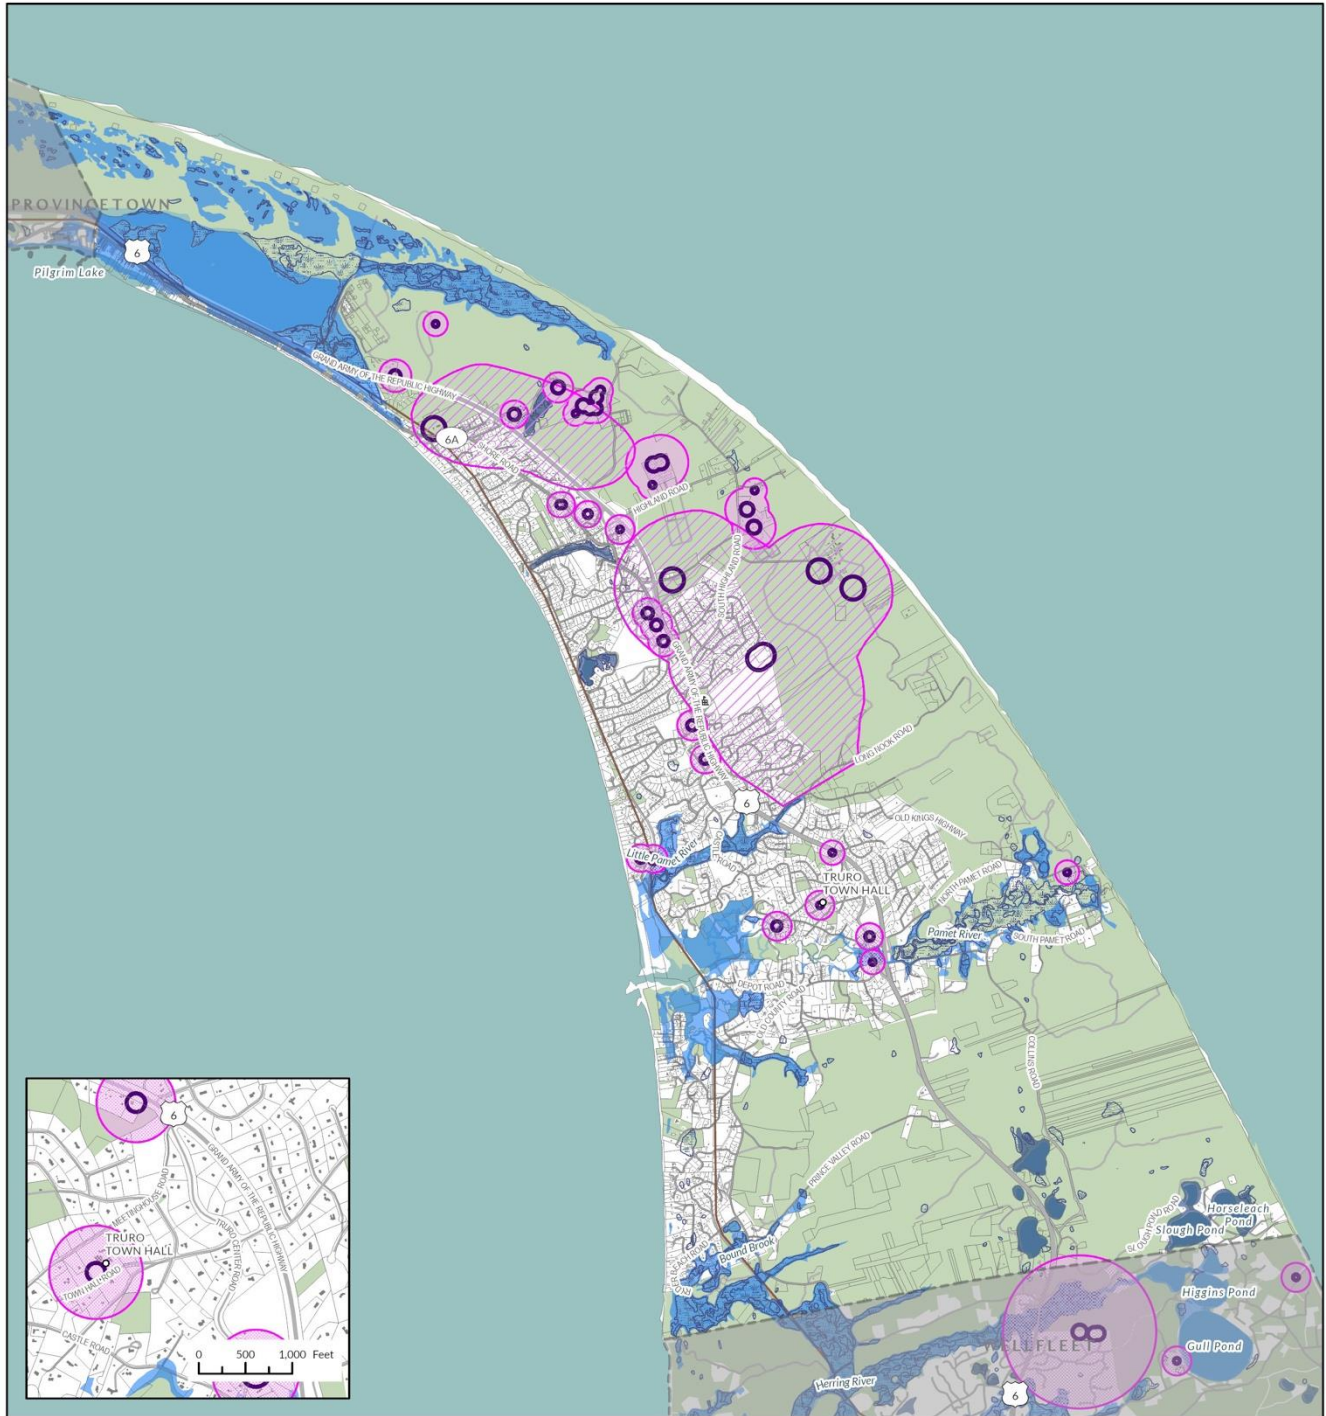 PROVINCETOWN
6
Pilgrim Lake
GRAND ARMY OF THE REPUBLIC HIGHWAY
6A
SHORE ROAD
HIGHLAND ROAD
SOUTH HIGHLAND ROAD
GRAND ARMY OF THE REPUBLIC HIGHWAY
LONG NOOK ROAD
6
OLD KINGS HIGHWAY
CASTLE ROAD
Little Pamet River
TRURO
TOWN HALL
NORTH PAMET ROAD
Pamet River
SOUTH PAMET ROAD
DEPOT ROAD
OLD COUNTY ROAD
COLLINS ROAD
PRINCE VALLEY ROAD
SLOUGH POND ROAD
Horseleach
Pond
Slough Pond
RYDER BEACH ROAD
Bound Brook
Higgins Pond
WELLFLEET
Gull Pond
Herring River
6
6
GRAND ARMY OF THE REPUBLIC HIGHWAY
MEETINGHOUSE ROAD
TRURO CENTER ROAD
TRURO
TOWN HALL
TOWN HALL ROAD
CASTLE ROAD
0 500 1,000 Feet